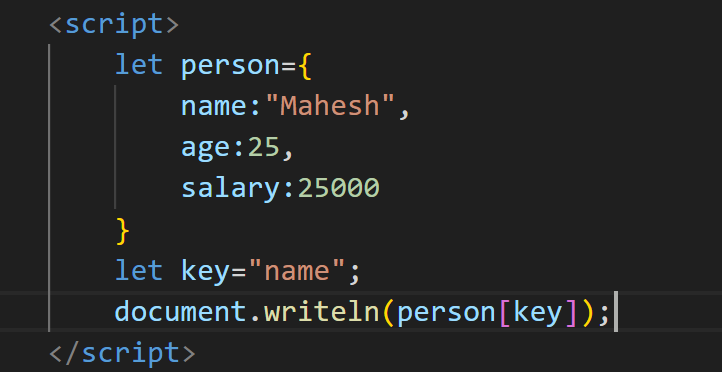 <script>
let person={
name:"Mahesh",
age:25,
salary:25000
}
let key="name";
document.writeln(person[key]);
</script>